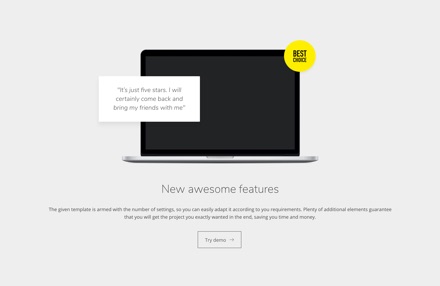 BEST
CHOICE
"It's just five stars. I will
certainly come back and
bring my friends with me"
New awesome features
The given template is armed with the number of settings, so you can easily adapt it according to you requirements. Plenty of additional elements guarantee
that you will get the project you exactly wanted in the end, saving you time and money.
Try demo →